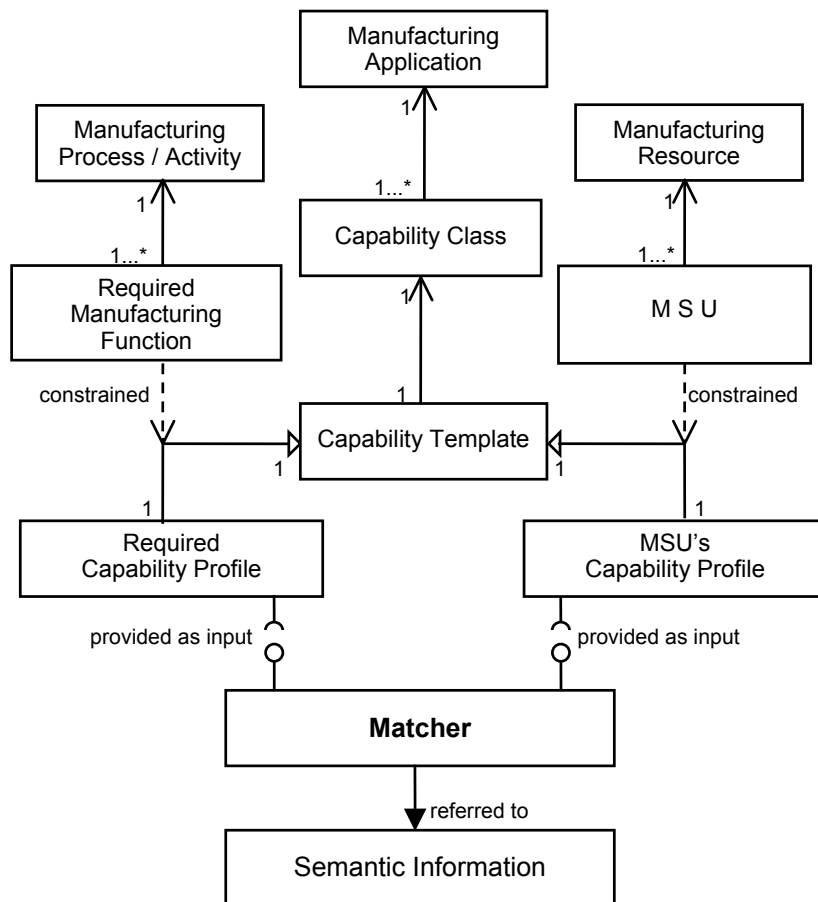 Manufacturing
Application
1
Manufacturing
Process / Activity
Manufacturing
Resource
1
1
1...*
Capability Class
1...*
1...*
Required
Manufacturing
Function
M S U
1
constrained
constrained
1
Capability Template
1
1
1
1
Required
Capability Profile
MSU's
Capability Profile
provided as input
provided as input
Matcher
referred to
Semantic Information